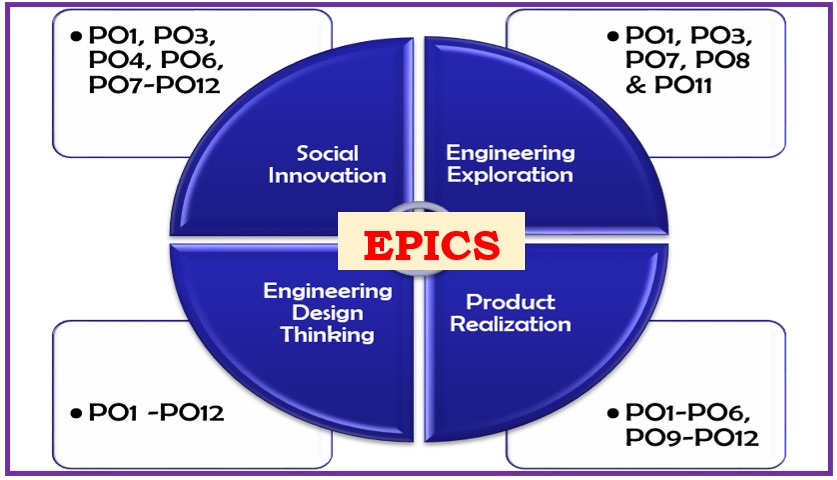 • PO1, PO3,
PO4, PO6,
PO7-PO12
• PO1, PO3,
PO7, PO8
& PO11
Social
Innovation
Engineering
Exploration
EPICS
Engineering
Design
Thinking
Product
Realization
• PO1 -PO12
• PO1-PO6,
PO9-PO12